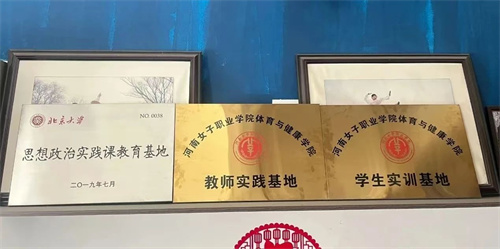 北京大学
NO 0038
思想政治实践课教育基地
二〇一九年七月
河南女子职业学院体育与健康学院
教师实践基地
河南女子职业学院体育与健康学院
学生实训基地